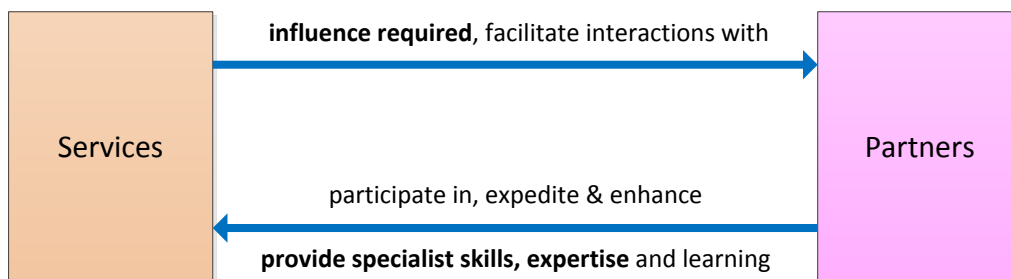 influence required, facilitate interactions with
Services
Partners
participate in, expedite & enhance
provide specialist skills, expertise and learning